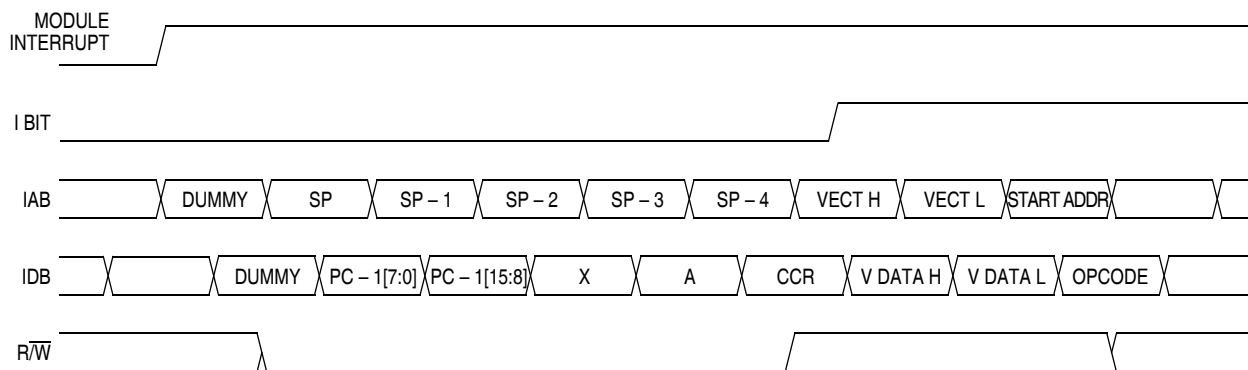 MODULE
INTERRUPT
I BIT
IAB DUMMY SP SP – 1 SP – 2 SP – 3 SP – 4 VECT H VECT L START ADDR
IDB DUMMY PC – 1[7:0] PC – 1[15:8] X A CCR V DATA H V DATA L OPCODE
R/W